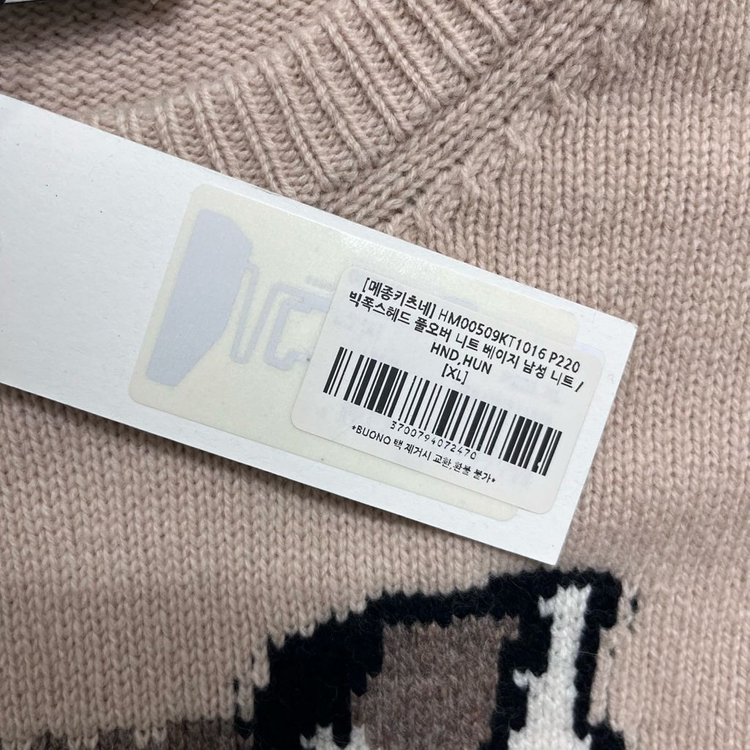 [메종키츠네] HM00509KT1016 P220
빅폭스헤드 풀오버 니트 베이지 남성 니트 /
HND,HUN
[XL]
3700794072470
*BUONO 택 제거시 교환,환불 불가*